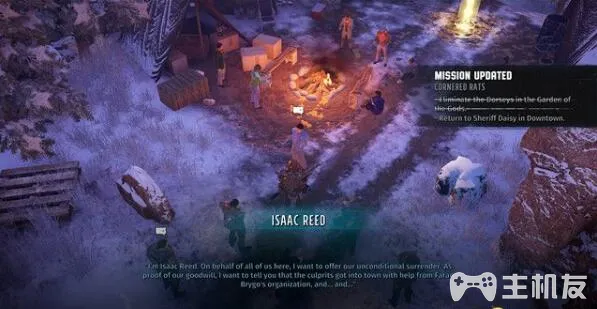 MISSION UPDATED
CORNERED RATS
Eliminate the Dorseys in the Garden of
the Gods.
Return to Sheriff Daisy in Downtown.
ISAAC REED
"I'm Isaac Reed. On behalf of all of us here, I want to offer our unconditional surrender. As
proof of our goodwill, I want to tell you that the culprits got into town with help from Faran
Brygo's organization, and... and..."
主机友